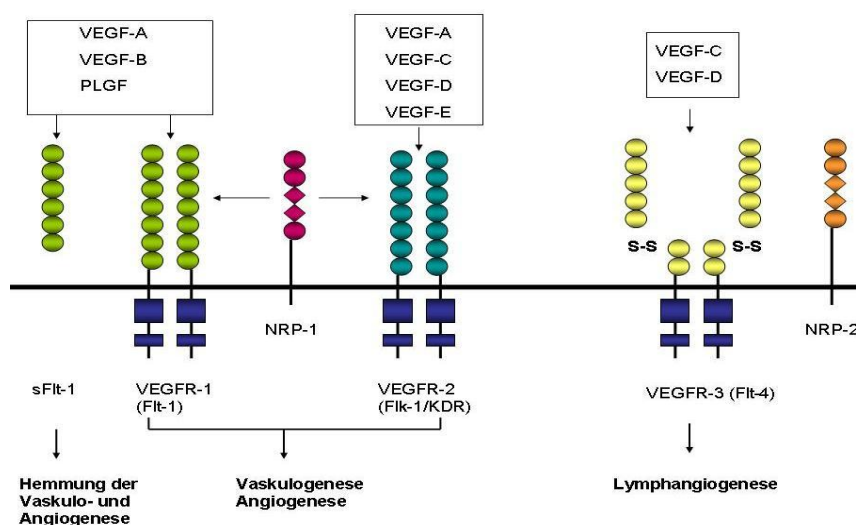 VEGF-A
VEGF-B
PLGF
VEGF-A
VEGF-C
VEGF-D
VEGF-E
VEGF-C
VEGF-D
S-S
S-S
NRP-1
NRP-2
sFlt-1
VEGFR-1
(Flt-1)
VEGFR-2
(Flk-1/KDR)
VEGFR-3 (Flt-4)
Hemmung der
Vaskulo- und
Angiogenese
Vaskulogenese
Angiogenese
Lymphangiogenese